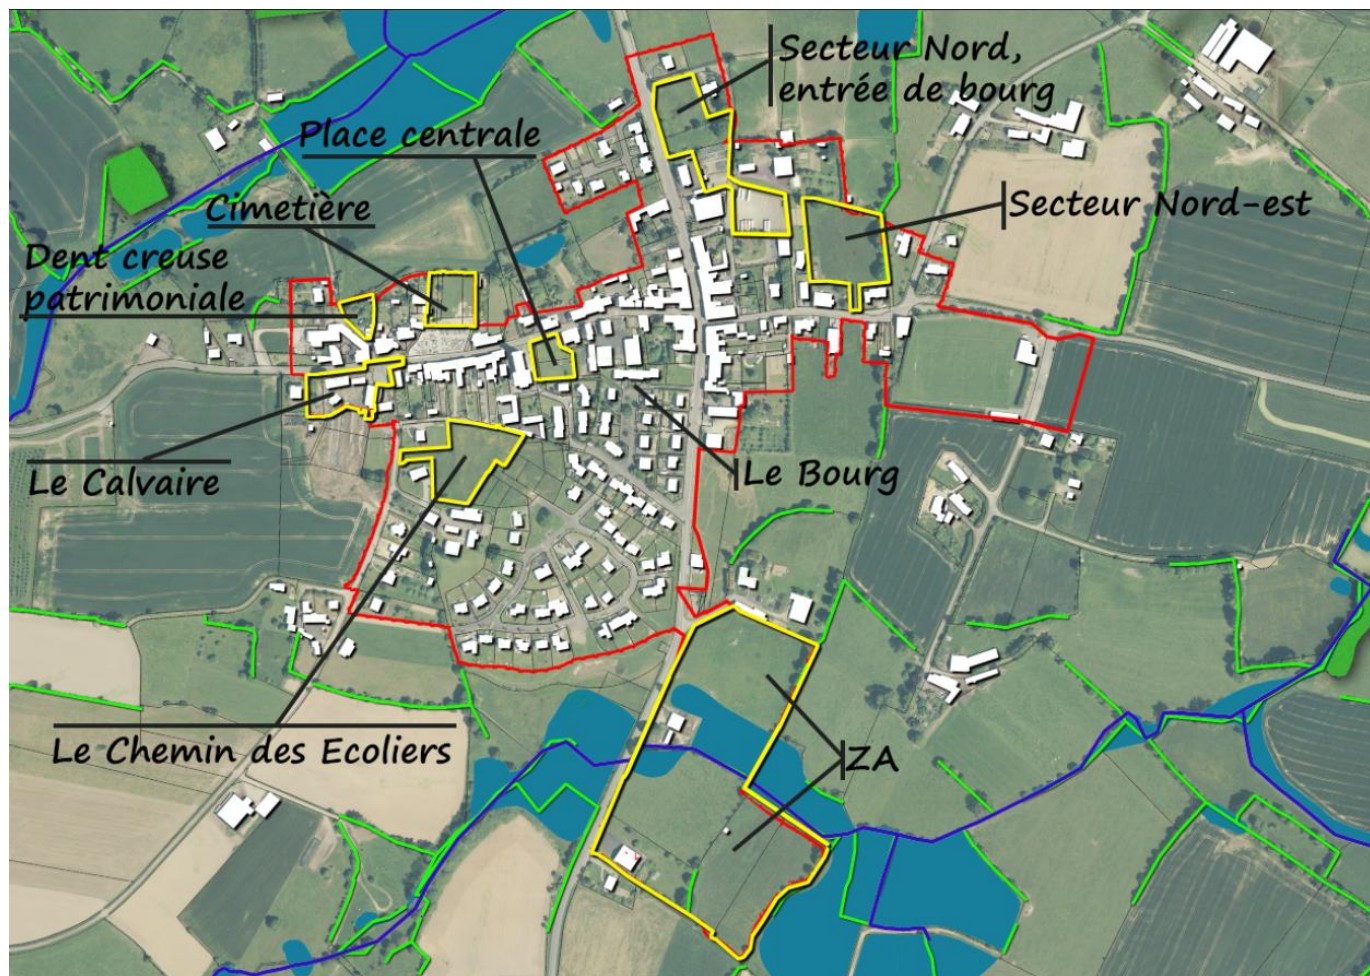 Secteur Nord,
entrée de bourg
Place centrale
Cimetière
Secteur Nord-est
Dent creuse
patrimoniale
Le Calvaire
Le Bourg
Le Chemin des Ecoliers
ZA